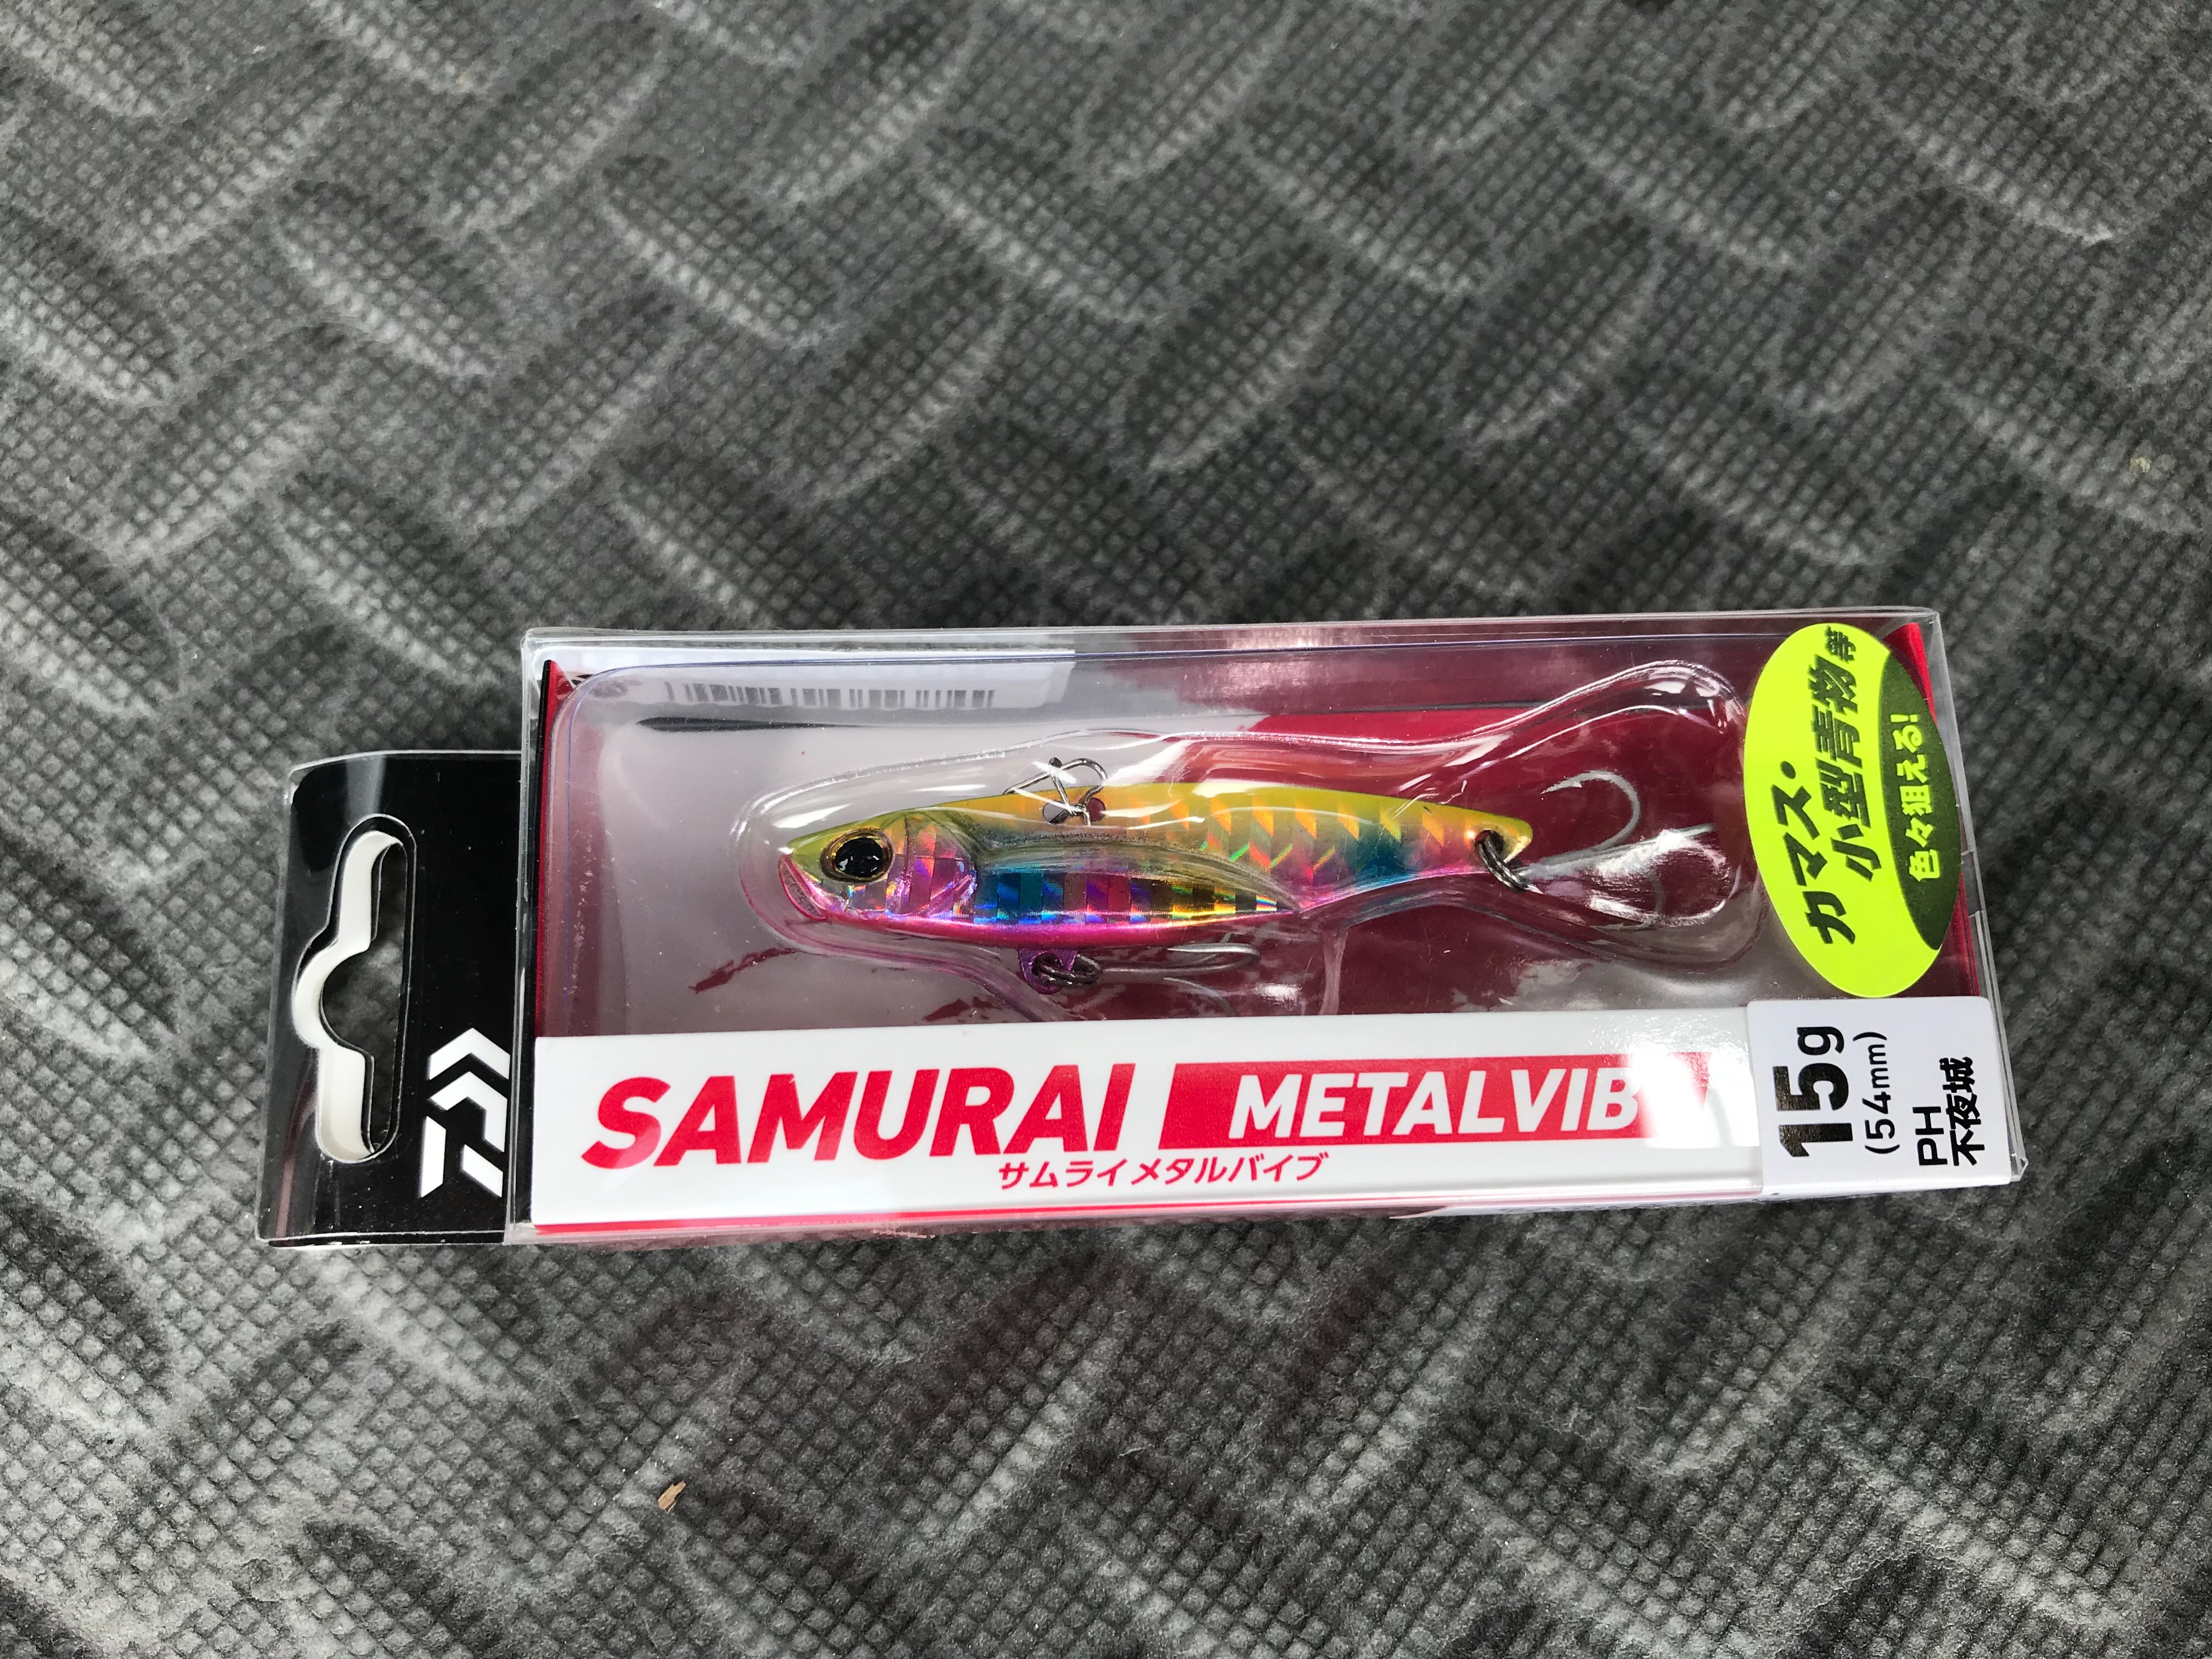 カマス・
小型青物等
色々狙える!
SAMURAI METALVIB
サムライメタルバイブ
15g
(54mm)
PH
不夜城